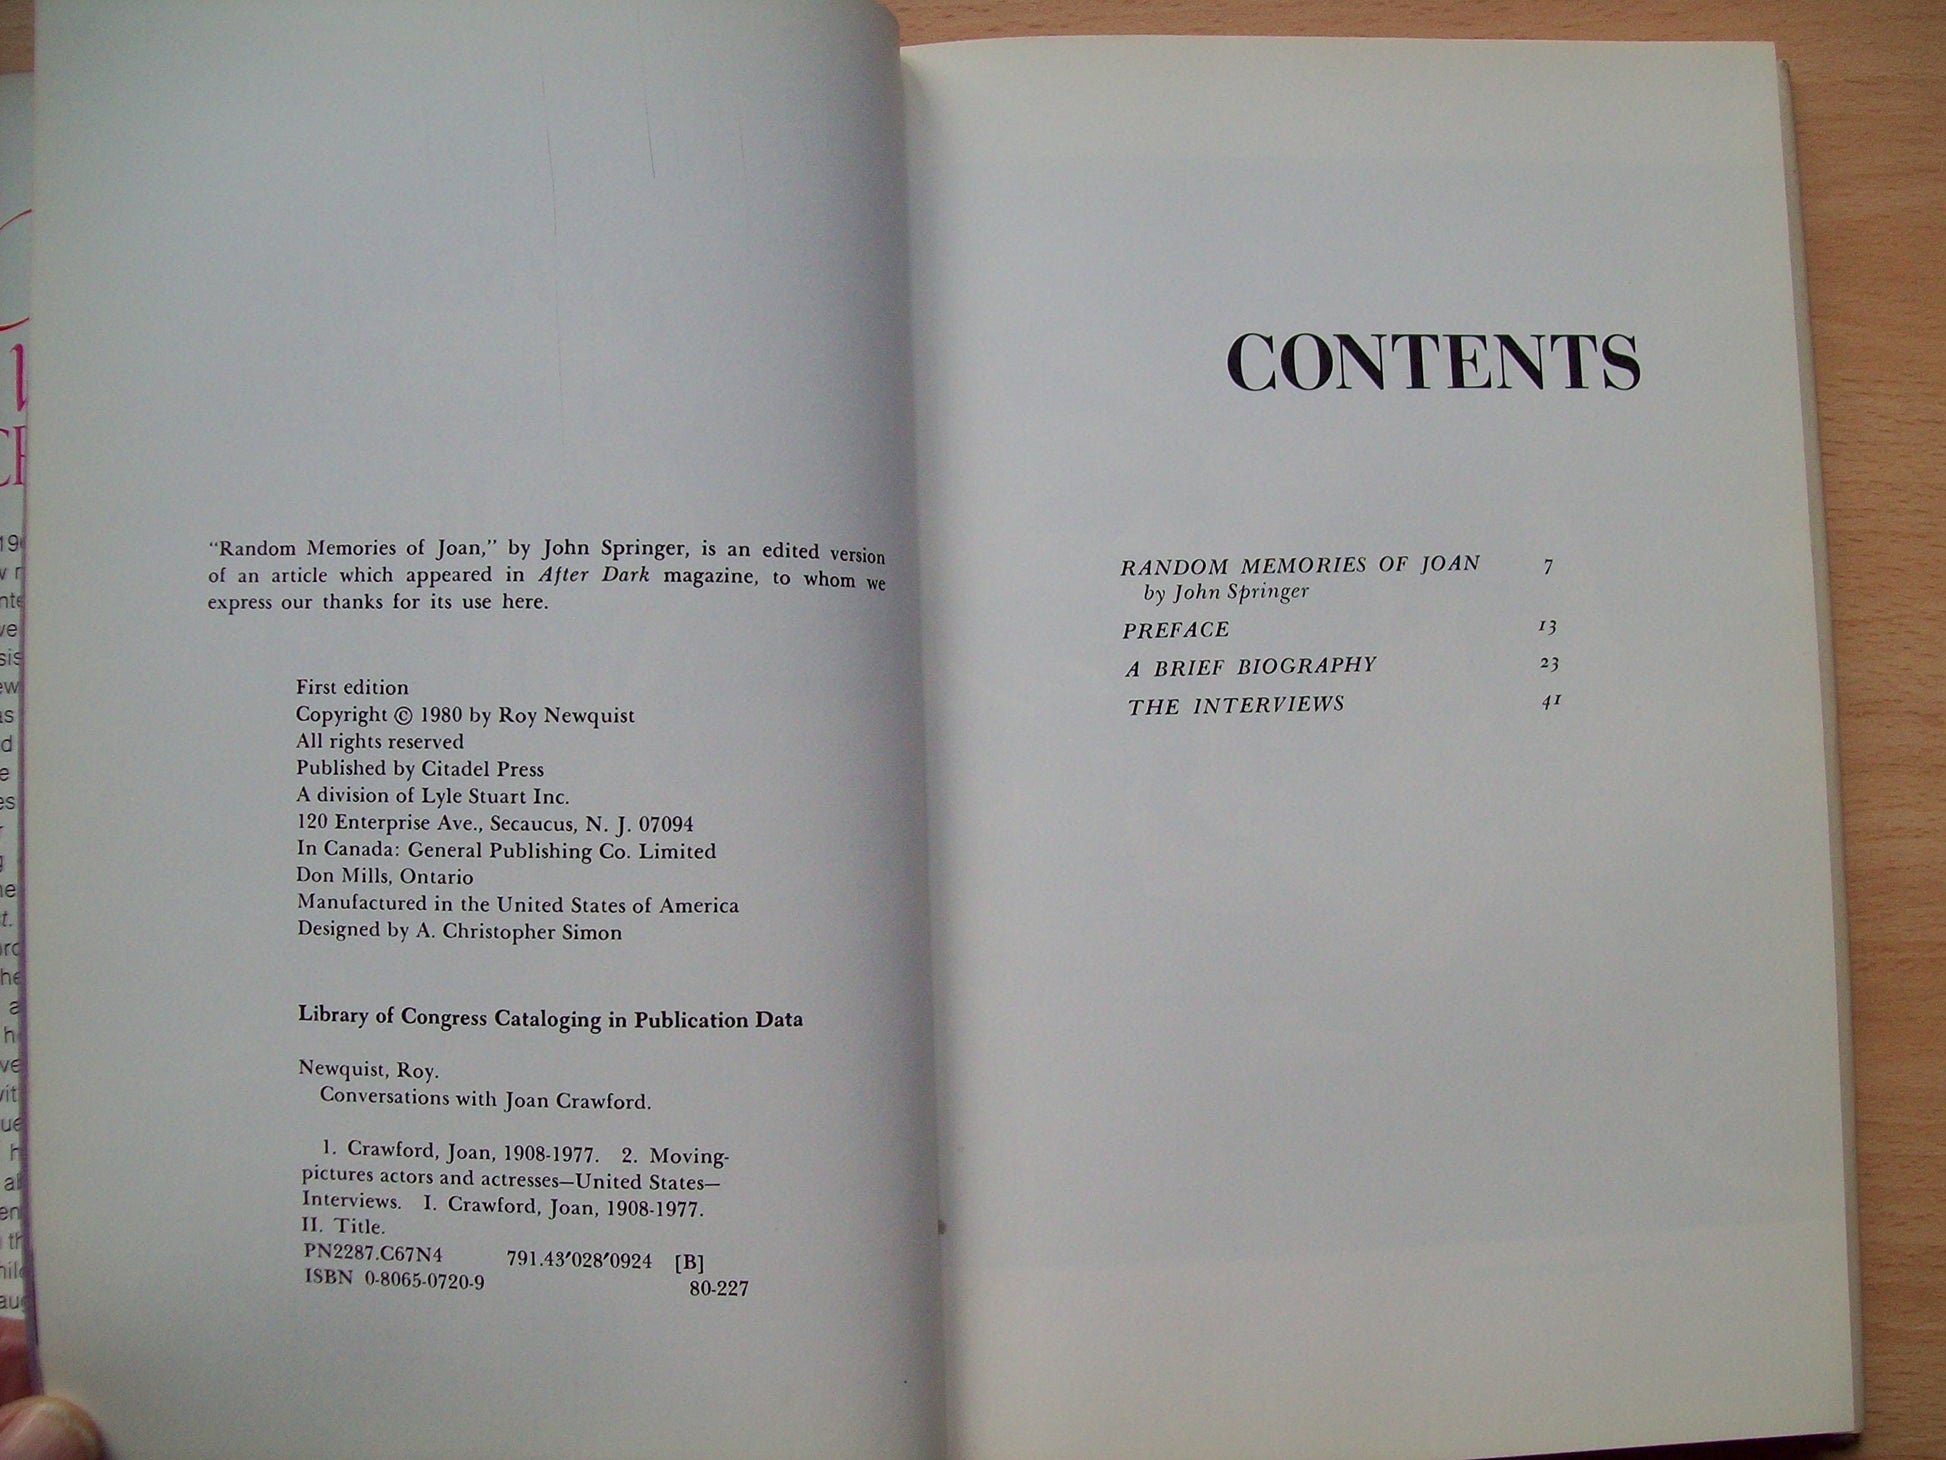 "Random Memories of Joan," by John Springer, is an edited version
of an article which appeared in After Dark magazine, to whom we
express our thanks for its use here.
First edition
Copyright © 1980 by Roy Newquist
All rights reserved
Published by Citadel Press
A division of Lyle Stuart Inc.
120 Enterprise Ave., Secaucus, N. J. 07094
In Canada: General Publishing Co. Limited
Don Mills, Ontario
Manufactured in the United States of America
Designed by A. Christopher Simon
Library of Congress Cataloging in Publication Data
Newquist, Roy.
Conversations with Joan Crawford.
1. Crawford, Joan, 1908-1977. 2. Moving-
pictures actors and actresses—United States—
Interviews. I. Crawford, Joan, 1908-1977.
II. Title.
PN2287.C67N4 791.43′028′0924 [B]
ISBN 0-8065-0720-9 80-227
CONTENTS
RANDOM MEMORIES OF JOAN 7
by John Springer
PREFACE 13
A BRIEF BIOGRAPHY 23
THE INTERVIEWS 41